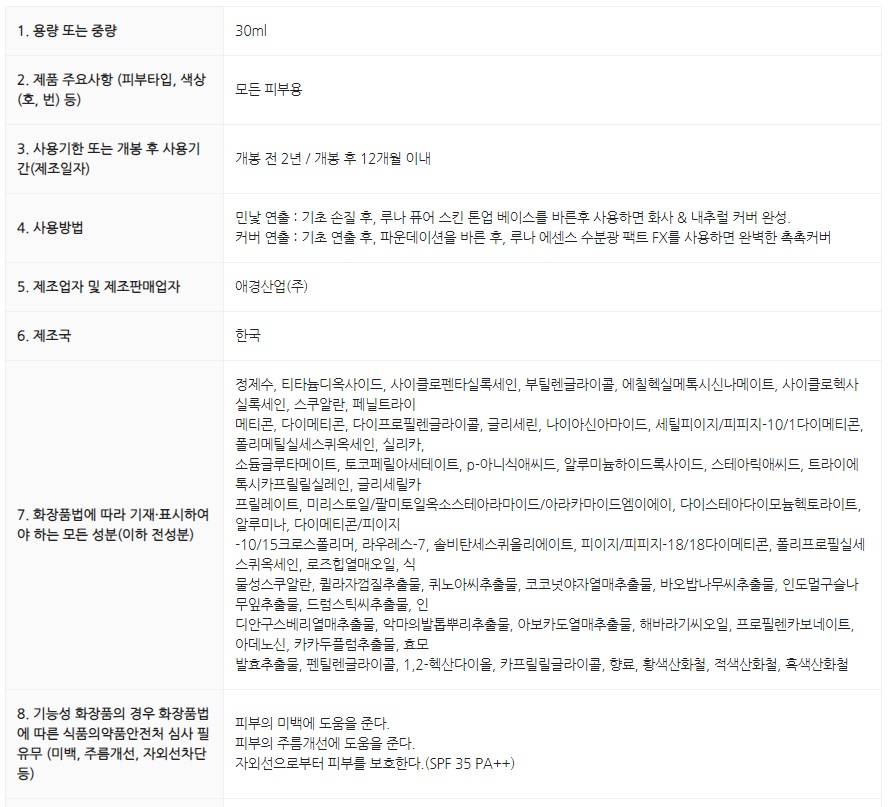 1. 용량 또는 중량
30ml
2. 제품 주요사항 (피부타입, 색상
(호, 번) 등)
모든 피부용
3. 사용기한 또는 개봉 후 사용기
간(제조일자)
개봉 전 2년 / 개봉 후 12개월 이내
4. 사용방법
민낯 연출 : 기초 손질 후, 루나 퓨어 스킨 톤업 베이스를 바른후 사용하면 화사 & 내추럴 커버 완성.
커버 연출 : 기초 연출 후, 파운데이션을 바른 후, 루나 에센스 수분광 팩트 FX를 사용하면 완벽한 촉촉커버
5. 제조업자 및 제조판매업자
애경산업(주)
6. 제조국
한국
7. 화장품법에 따라 기재·표시하여
야 하는 모든 성분(이하 전성분)
정제수, 티타늄디옥사이드, 사이클로펜타실록세인, 부틸렌글라이콜, 에칠헥실메톡시신나메이트, 사이클로헥사
실록세인, 스쿠알란, 페닐트라이
메티콘, 다이메티콘, 다이프로필렌글라이콜, 글리세린, 나이아신아마이드, 세틸피이지/피피지-10/1다이메티콘,
폴리메틸실세스퀴옥세인, 실리카,
소듐글루타메이트, 토코페릴아세테이트, p-아니식애씨드, 알루미늄하이드록사이드, 스테아릭애씨드, 트라이에
톡시카프릴릴실레인, 글리세릴카
프릴레이트, 미리스토일/팔미토일옥소스테아라마이드/아라카마이드엠이에이, 다이스테아다이모늄헥토라이트,
알루미나, 다이메티콘/피이지
-10/15크로스폴리머, 라우레스-7, 솔비탄세스퀴올리에이트, 피이지/피피지-18/18다이메티콘, 폴리프로필실세
스퀴옥세인, 로즈힙열매오일, 식
물성스쿠알란, 퀼라자껍질추출물, 퀴노아씨추출물, 코코넛야자열매추출물, 바오밥나무씨추출물, 인도멀구슬나
무잎추출물, 드럼스틱씨추출물, 인
디안구스베리열매추출물, 악마의발톱뿌리추출물, 아보카도열매추출물, 해바라기씨오일, 프로필렌카보네이트,
아데노신, 카카두플럼추출물, 효모
발효추출물, 펜틸렌글라이콜, 1,2-헥산다이올, 카프릴릴글라이콜, 향료, 황색산화철, 적색산화철, 흑색산화철
8. 기능성 화장품의 경우 화장품법
에 따른 식품의약품안전처 심사 필
유무 (미백, 주름개선, 자외선차단
등)
피부의 미백에 도움을 준다.
피부의 주름개선에 도움을 준다.
자외선으로부터 피부를 보호한다.(SPF 35 PA++)